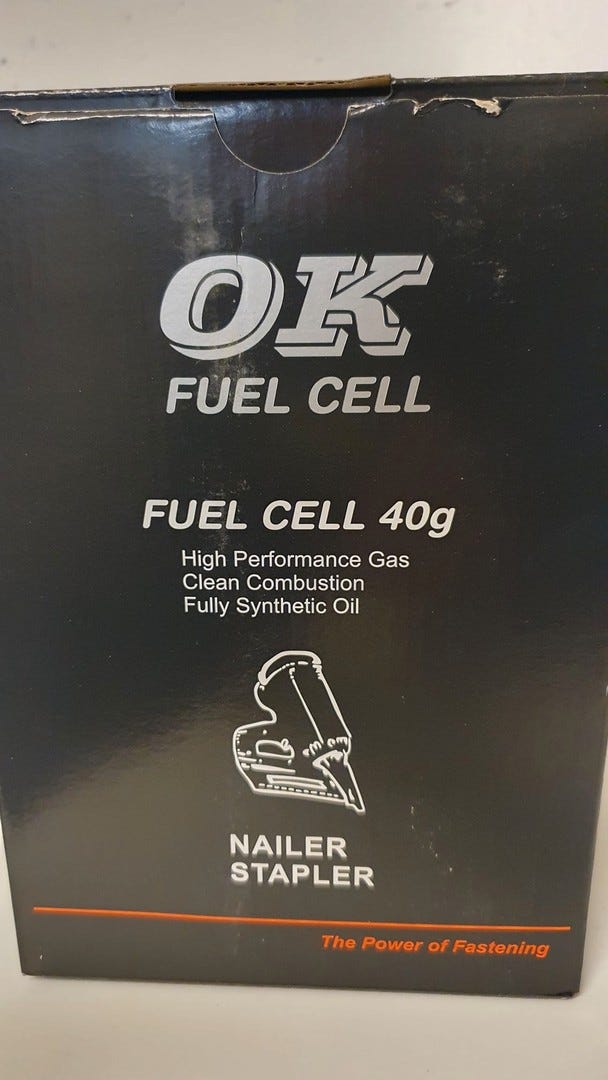 OK
FUEL CELL
FUEL CELL 40g
High Performance Gas
Clean Combustion
Fully Synthetic Oil
NAILER
STAPLER
The Power of Fastening